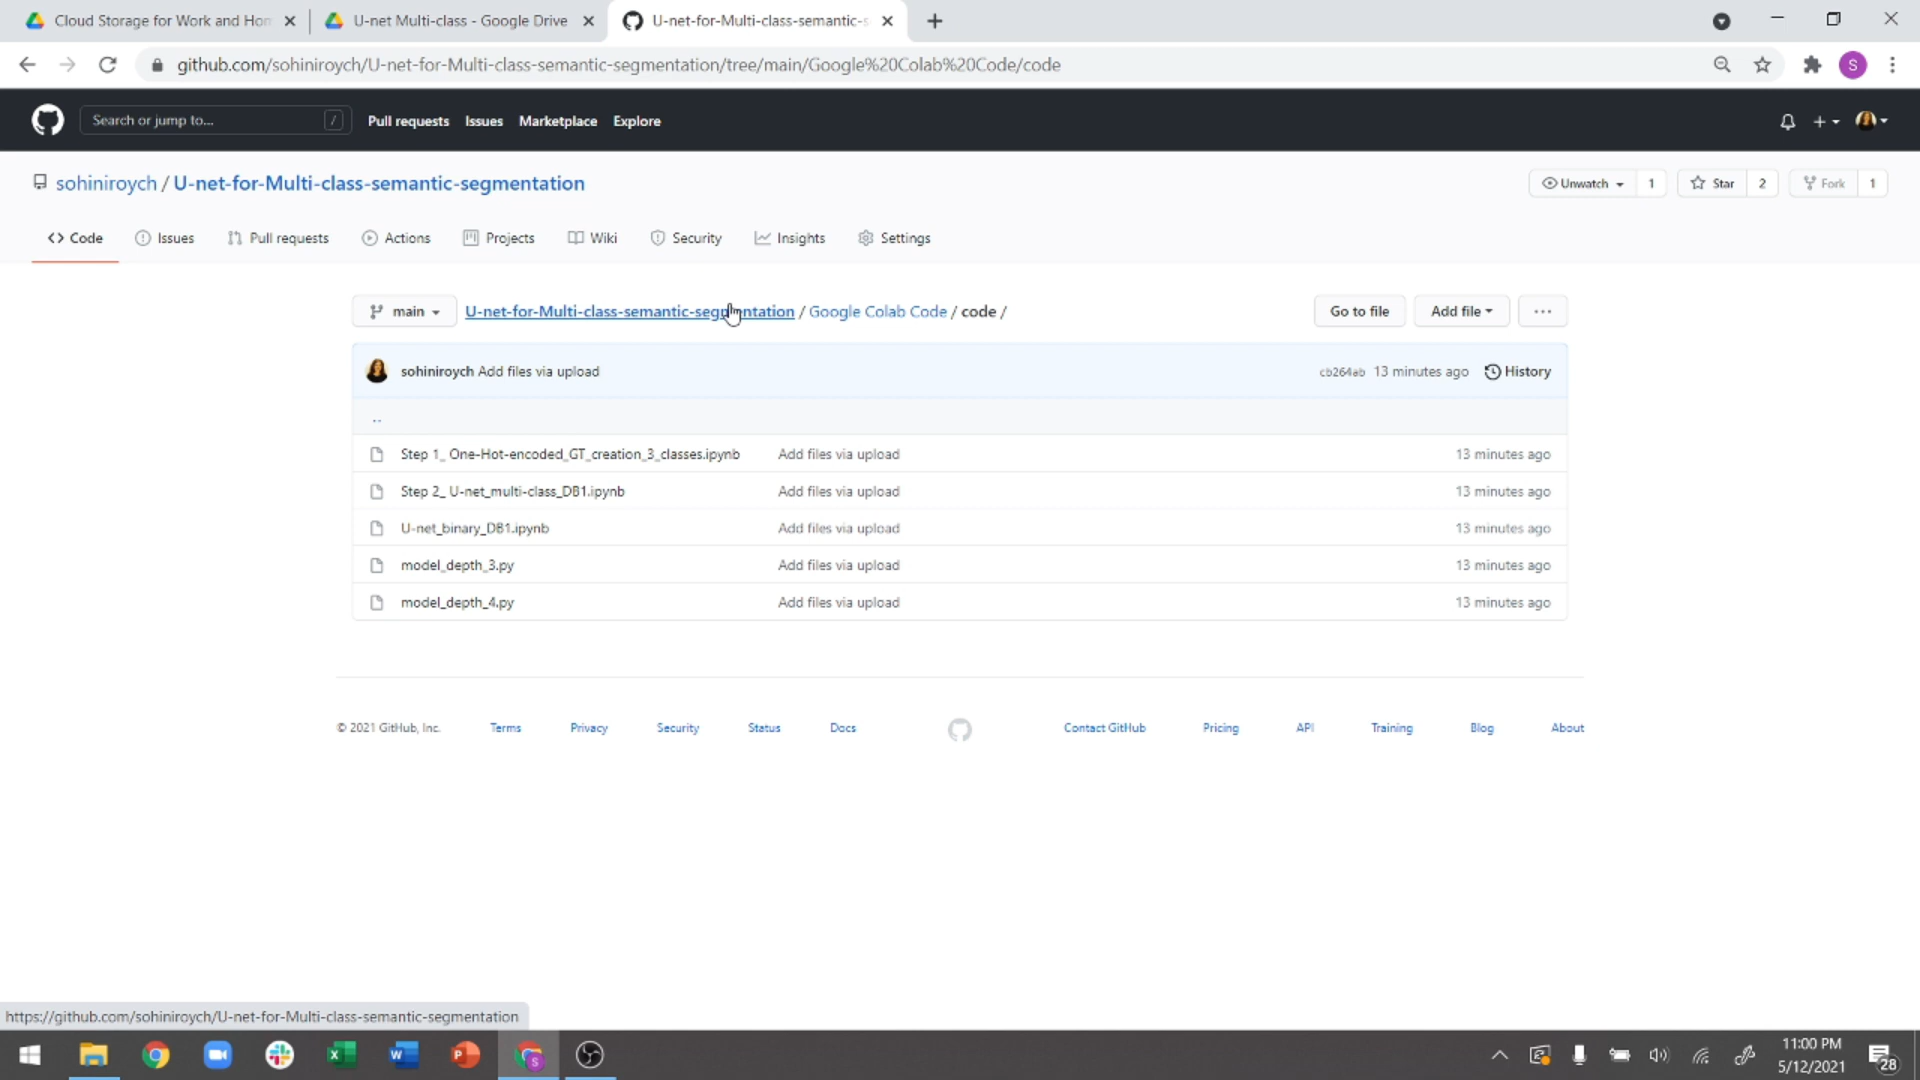 Cloud Storage for Work and Hom
U-net Multi-class - Google Drive
U-net-for-Multi-class-semantic-s
github.com/sohiniroych/U-net-for-Multi-class-semantic-segmentation/tree/main/Google%20Colab%20Code/code
S
Search or jump to... /
Pull requests Issues Marketplace Explore
sohiniroych / U-net-for-Multi-class-semantic-segmentation
Unwatch 1 Star 2 Fork 1
<> Code Issues Pull requests Actions Projects Wiki Security Insights Settings
main U-net-for-Multi-class-semantic-segmentation / Google Colab Code / code /
Go to file Add file ...
sohiniroych Add files via upload cb264ab 13 minutes ago History
..
Step 1_ One-Hot-encoded_GT_creation_3_classes.ipynb Add files via upload 13 minutes ago
Step 2_ U-net_multi-class_DB1.ipynb Add files via upload 13 minutes ago
U-net_binary_DB1.ipynb Add files via upload 13 minutes ago
model_depth_3.py Add files via upload 13 minutes ago
model_depth_4.py Add files via upload 13 minutes ago
© 2021 GitHub, Inc. Terms Privacy Security Status Docs Contact GitHub Pricing API Training Blog About
https://github.com/sohiniroych/U-net-for-Multi-class-semantic-segmentation
11:00 PM
5/12/2021
28